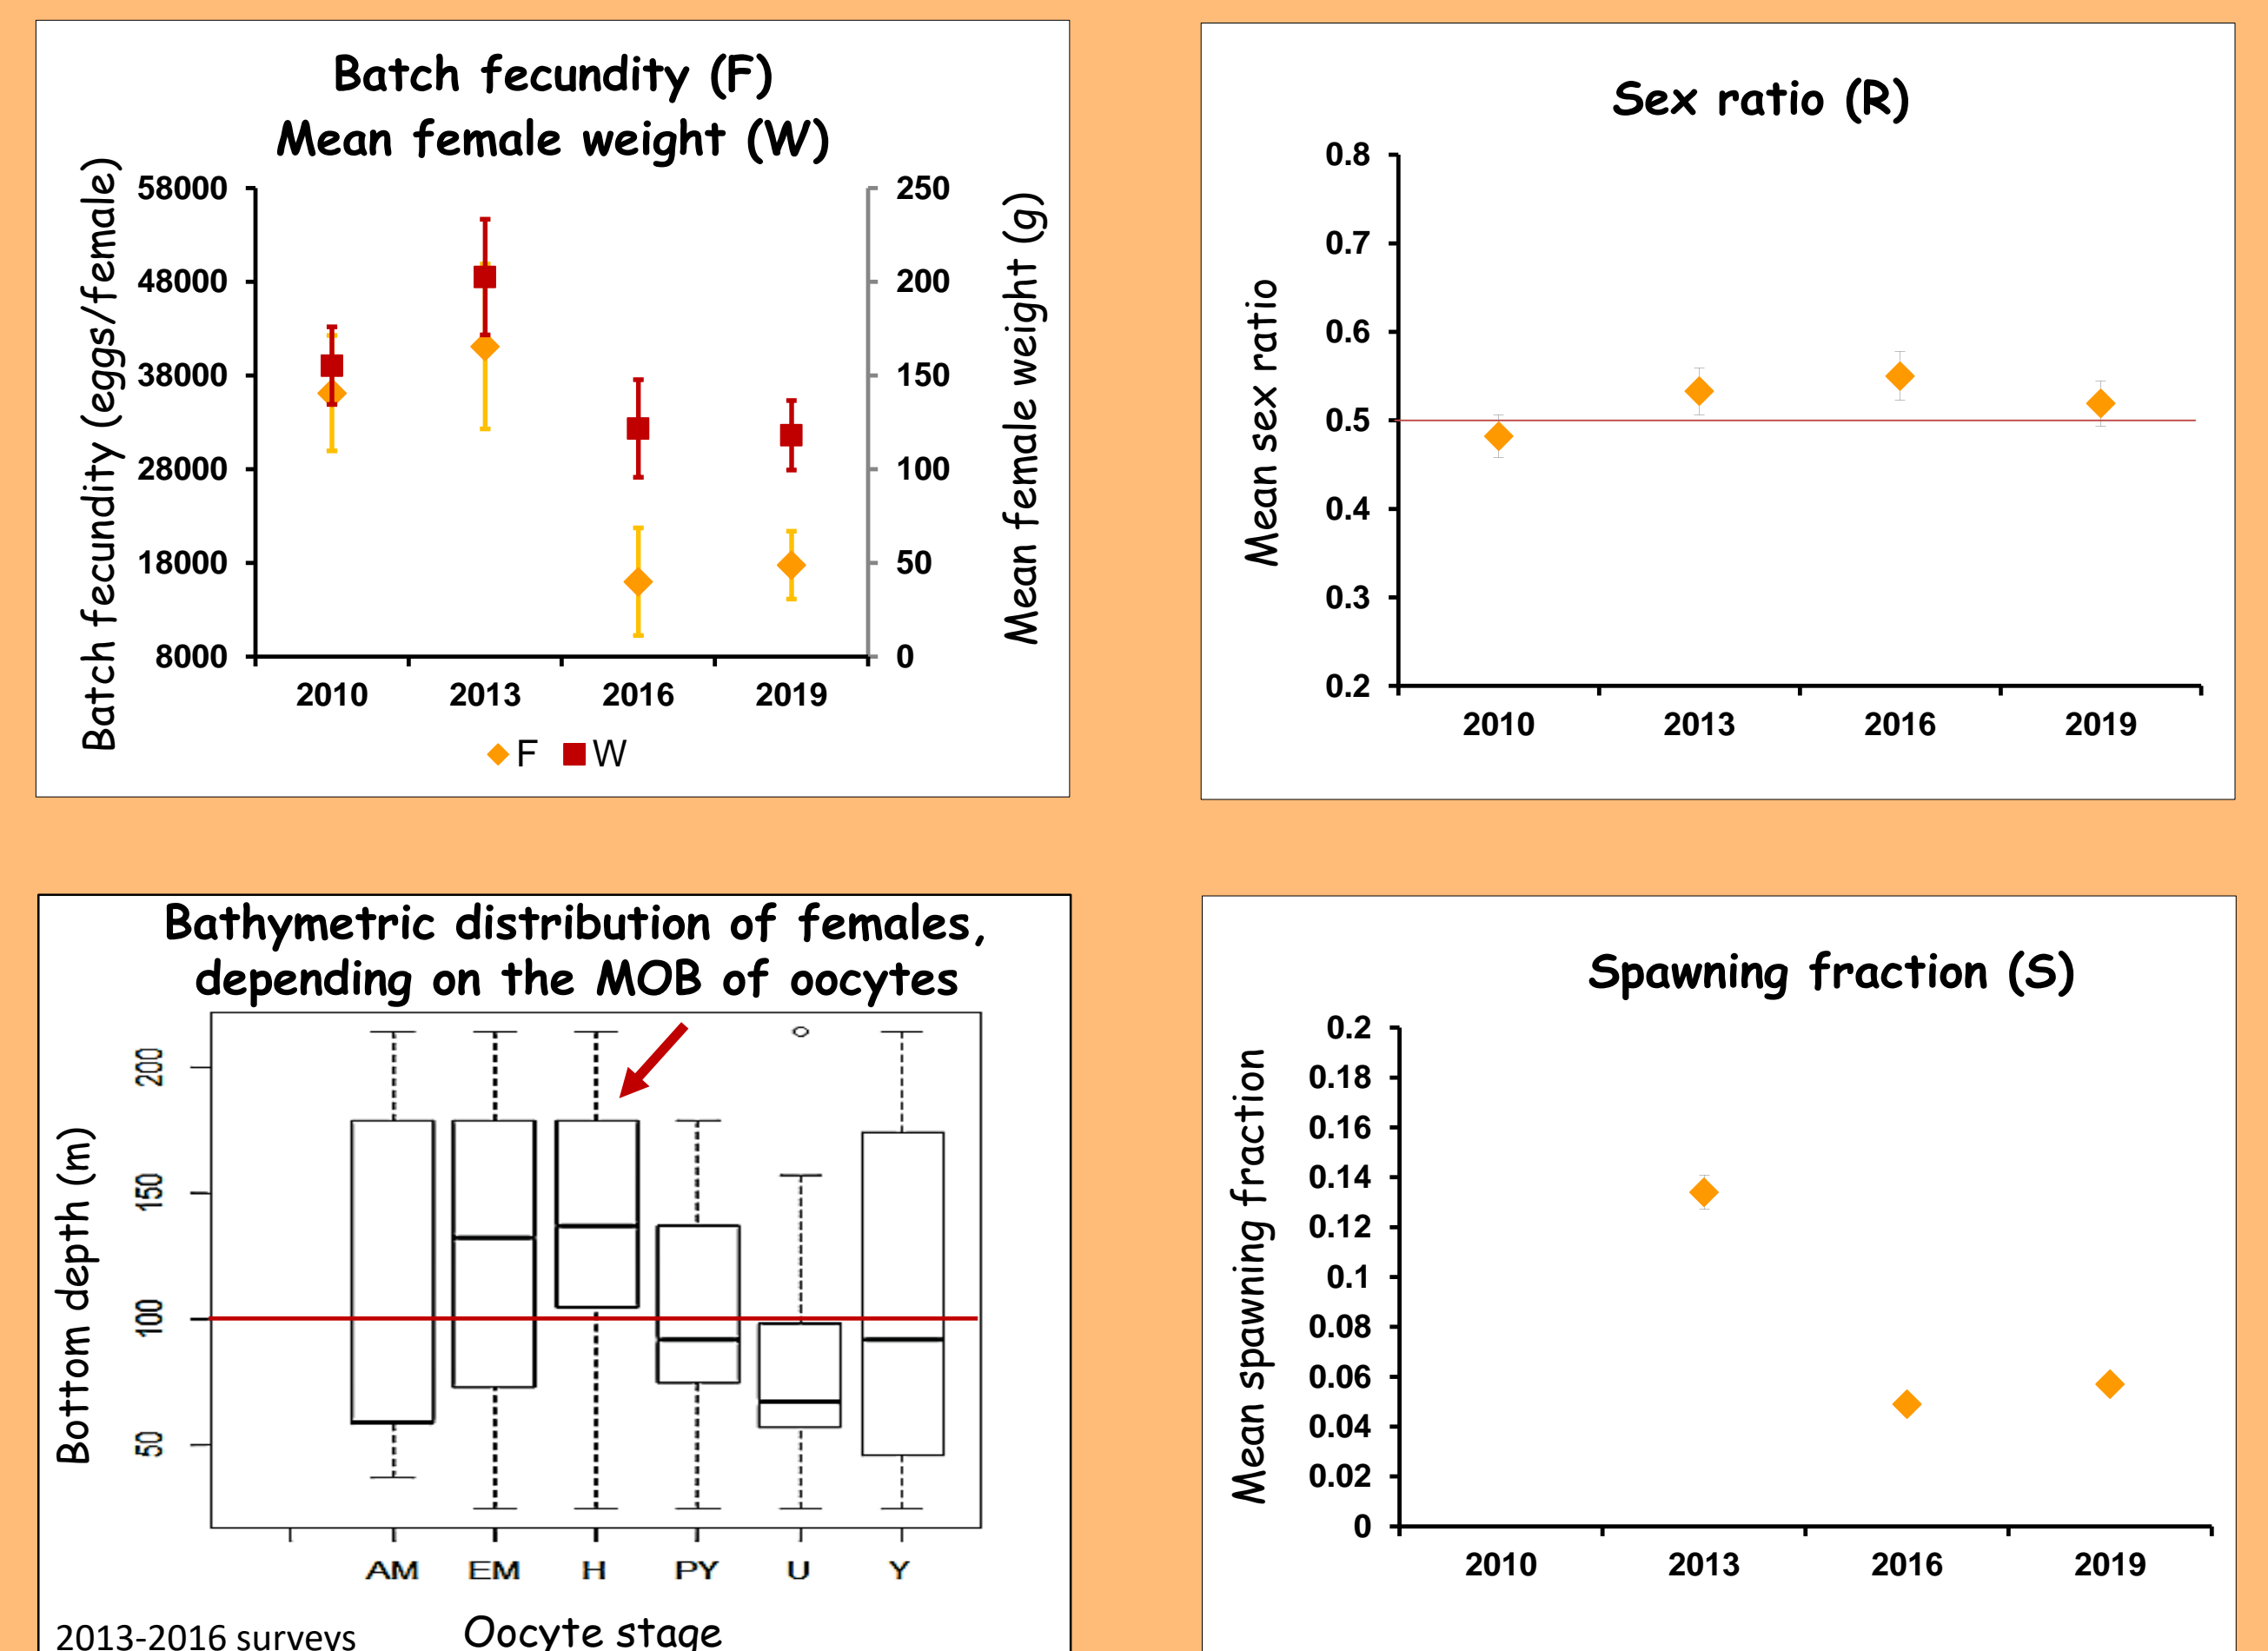 Batch fecundity (F)
Mean female weight (W)
Batch fecundity (eggs/female)
58000
48000
38000
28000
18000
8000
250
200
150
100
50
0
Mean female weight (g)
2010 2013 2016 2019
F W
Sex ratio (R)
Mean sex ratio
0.8
0.7
0.6
0.5
0.4
0.3
0.2
2010 2013 2016 2019
Bathymetric distribution of females,
depending on the MOB of oocytes
Bottom depth (m)
200
150
100
50
AM EM H PY U Y
Oocyte stage
2013-2016 surveys
Spawning fraction (S)
Mean spawning fraction
0.2
0.18
0.16
0.14
0.12
0.1
0.08
0.06
0.04
0.02
0
2010 2013 2016 2019